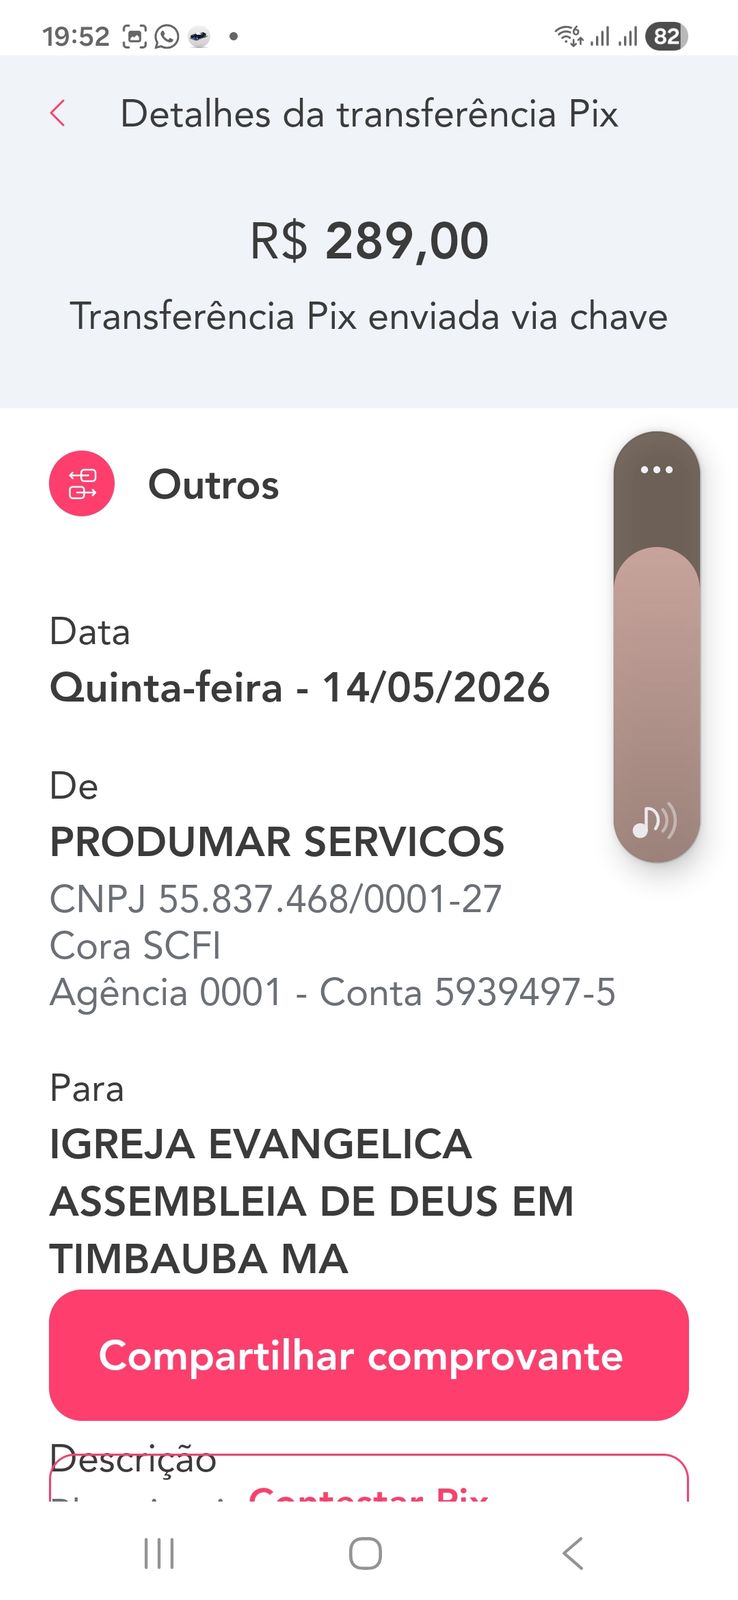 19:52
82
Detalhes da transferência Pix
R$ 289,00
Transferência Pix enviada via chave
Outros
Data
Quinta-feira - 14/05/2026
De
PRODUMAR SERVICOS
CNPJ 55.837.468/0001-27
Cora SCFI
Agência 0001 - Conta 5939497-5
Para
IGREJA EVANGELICA
ASSEMBLEIA DE DEUS EM
TIMBAUBA MA
Compartilhar comprovante
Descrição
Contestar Pix